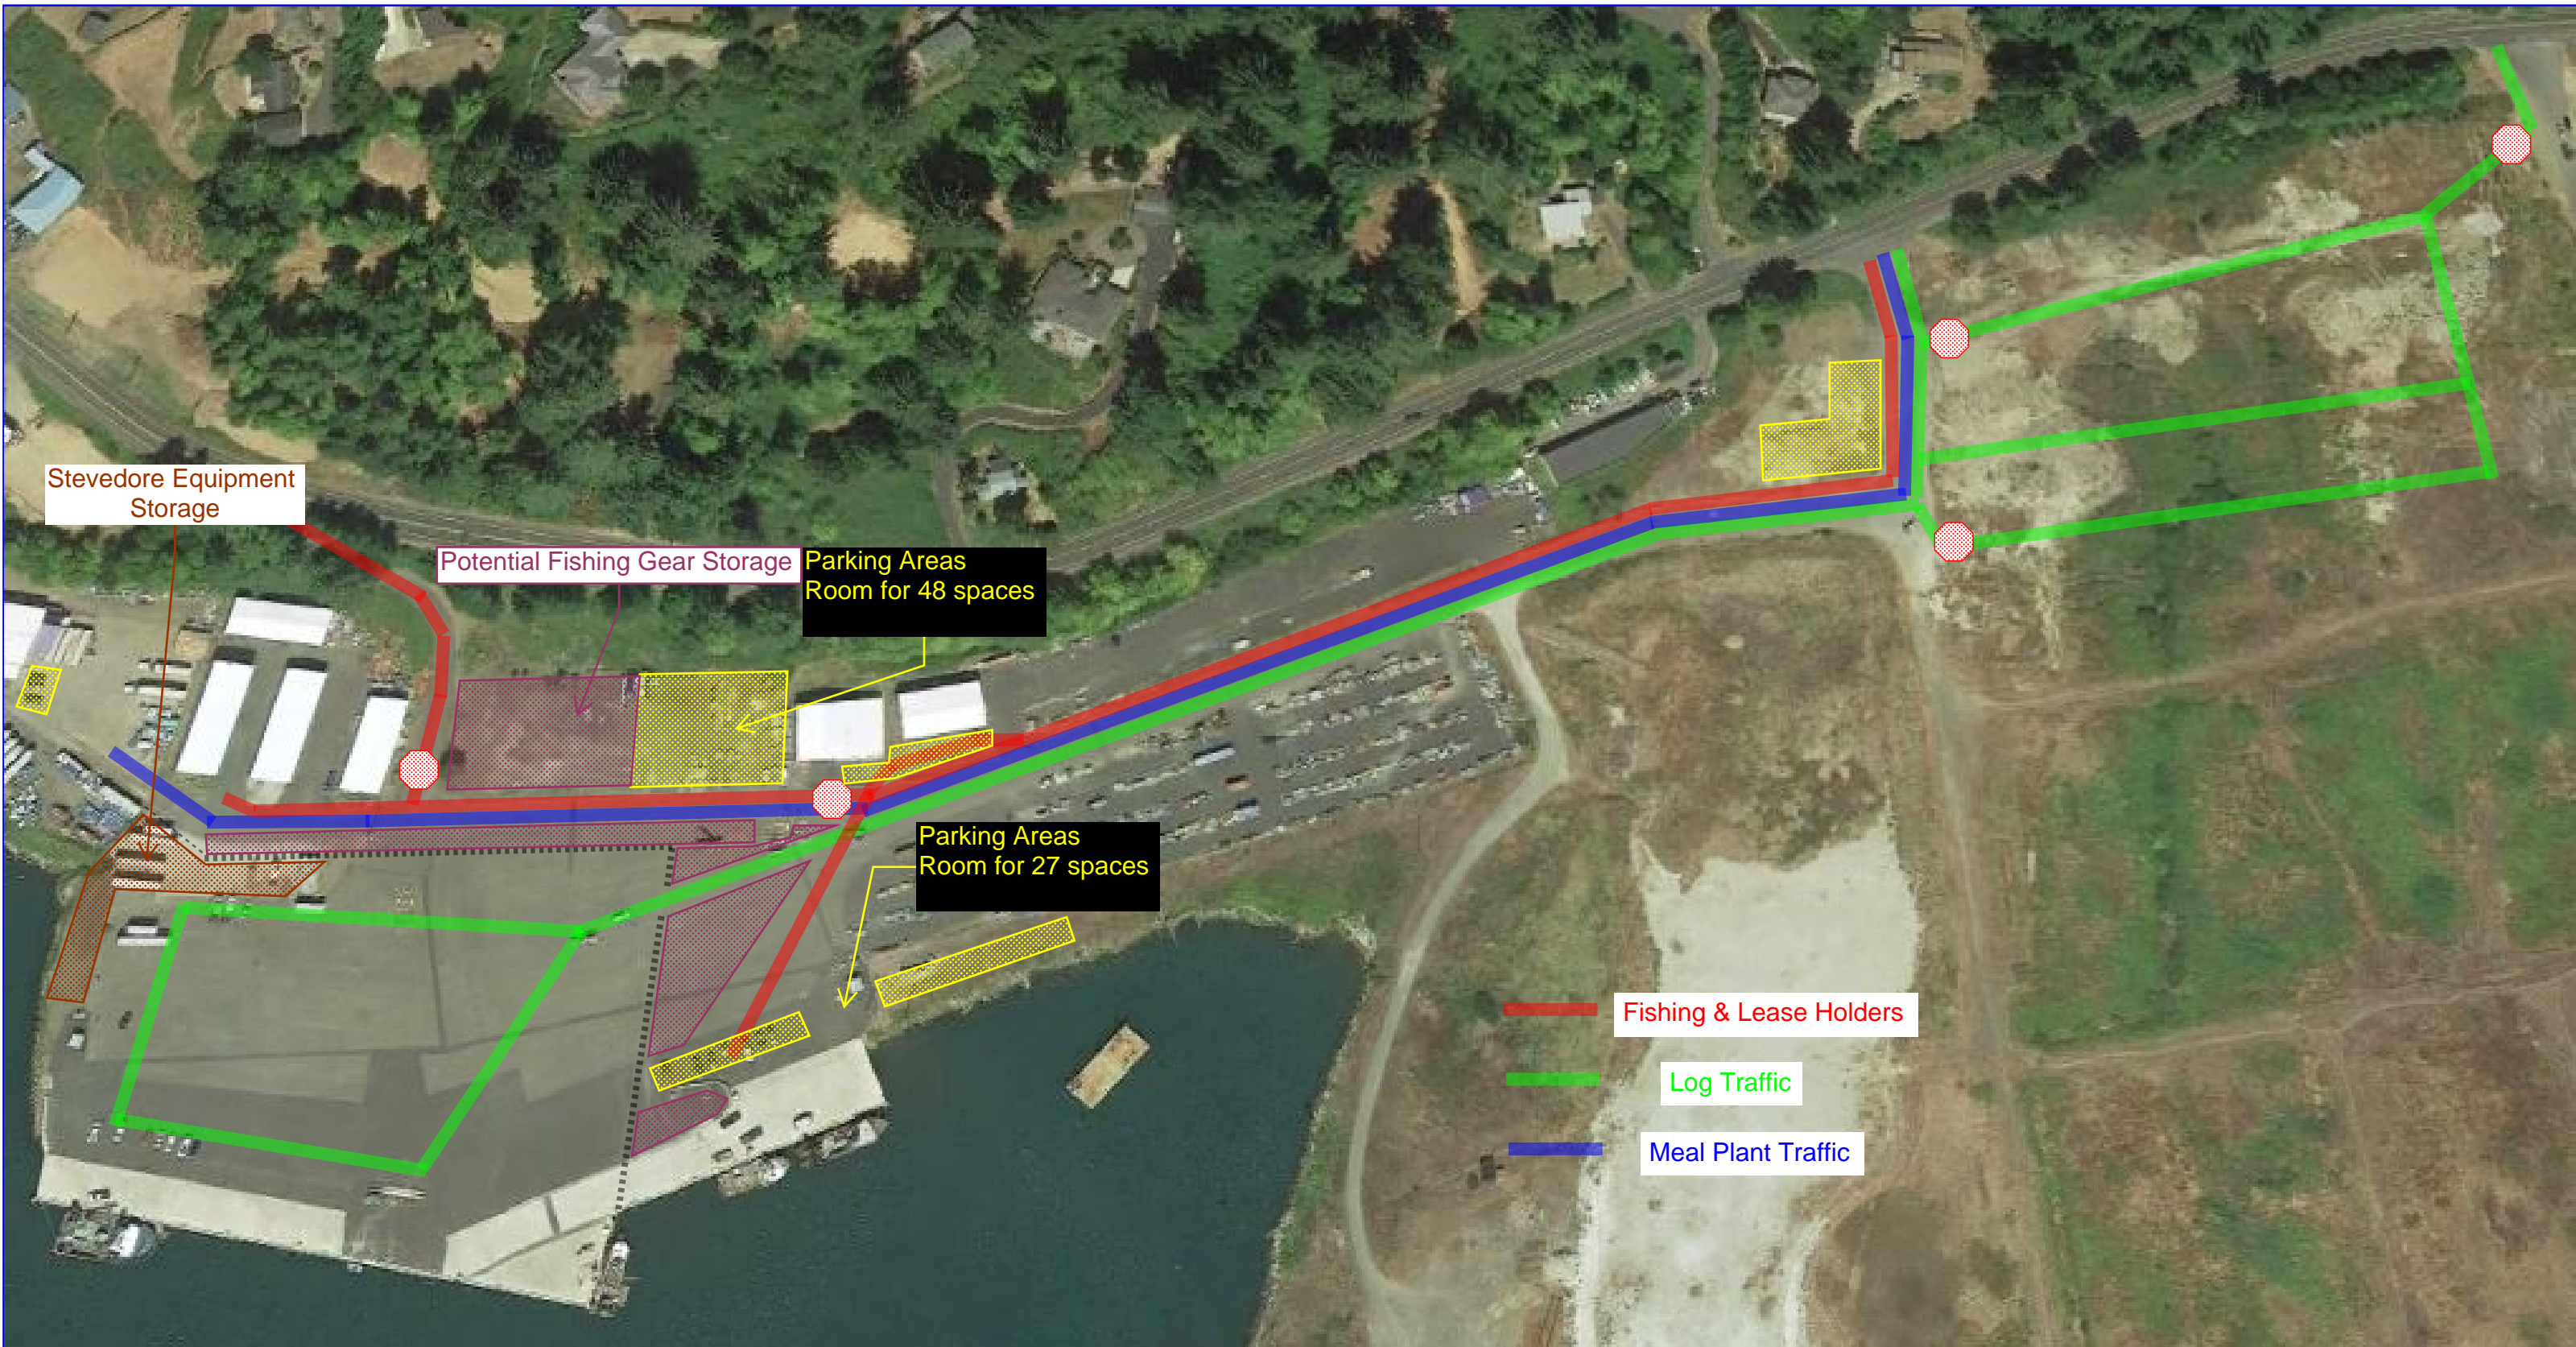 Stevedore Equipment
Storage
Potential Fishing Gear Storage
Parking Areas
Room for 48 spaces
Parking Areas
Room for 27 spaces
Fishing & Lease Holders
Log Traffic
Meal Plant Traffic